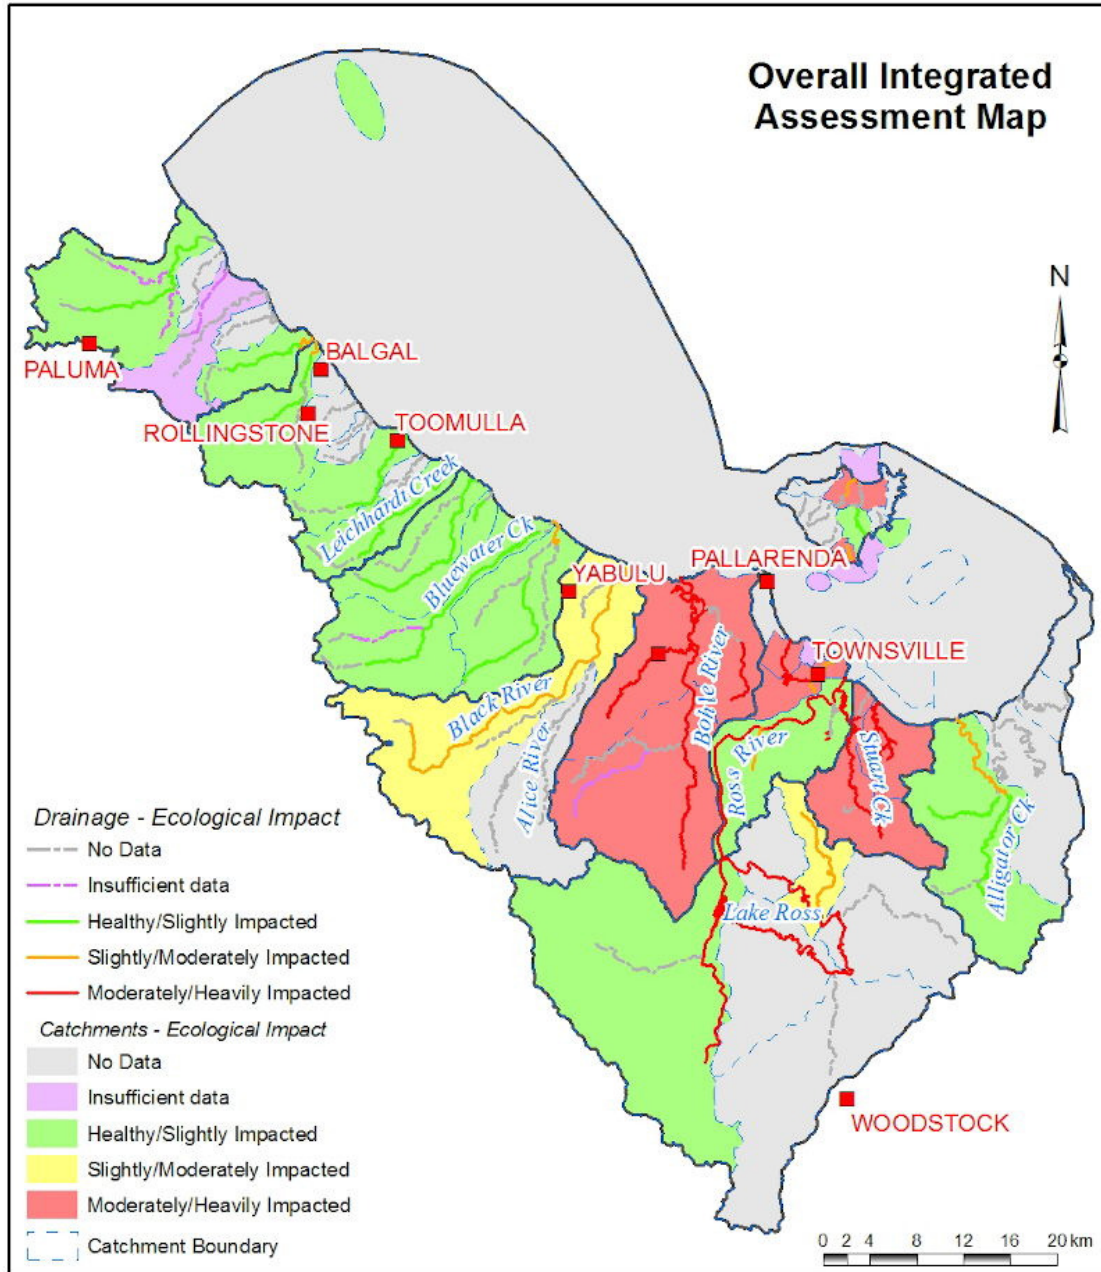 Overall Integrated
Assessment Map
N
PALUMA
BALGAL
ROLLINGSTONE
TOOMULLA
Leichhardt Creek
Bluewater Ck
YABULU
PALLARENDA
TOWNSVILLE
Black River
Alice River
Bohle River
Ross River
Stuart Ck
Alligator Ck
Lake Ross
WOODSTOCK
Drainage - Ecological Impact
No Data
Insufficient data
Healthy/Slightly Impacted
Slightly/Moderately Impacted
Moderately/Heavily Impacted
Catchments - Ecological Impact
No Data
Insufficient data
Healthy/Slightly Impacted
Slightly/Moderately Impacted
Moderately/Heavily Impacted
Catchment Boundary
0 2 4 8 12 16 20 km